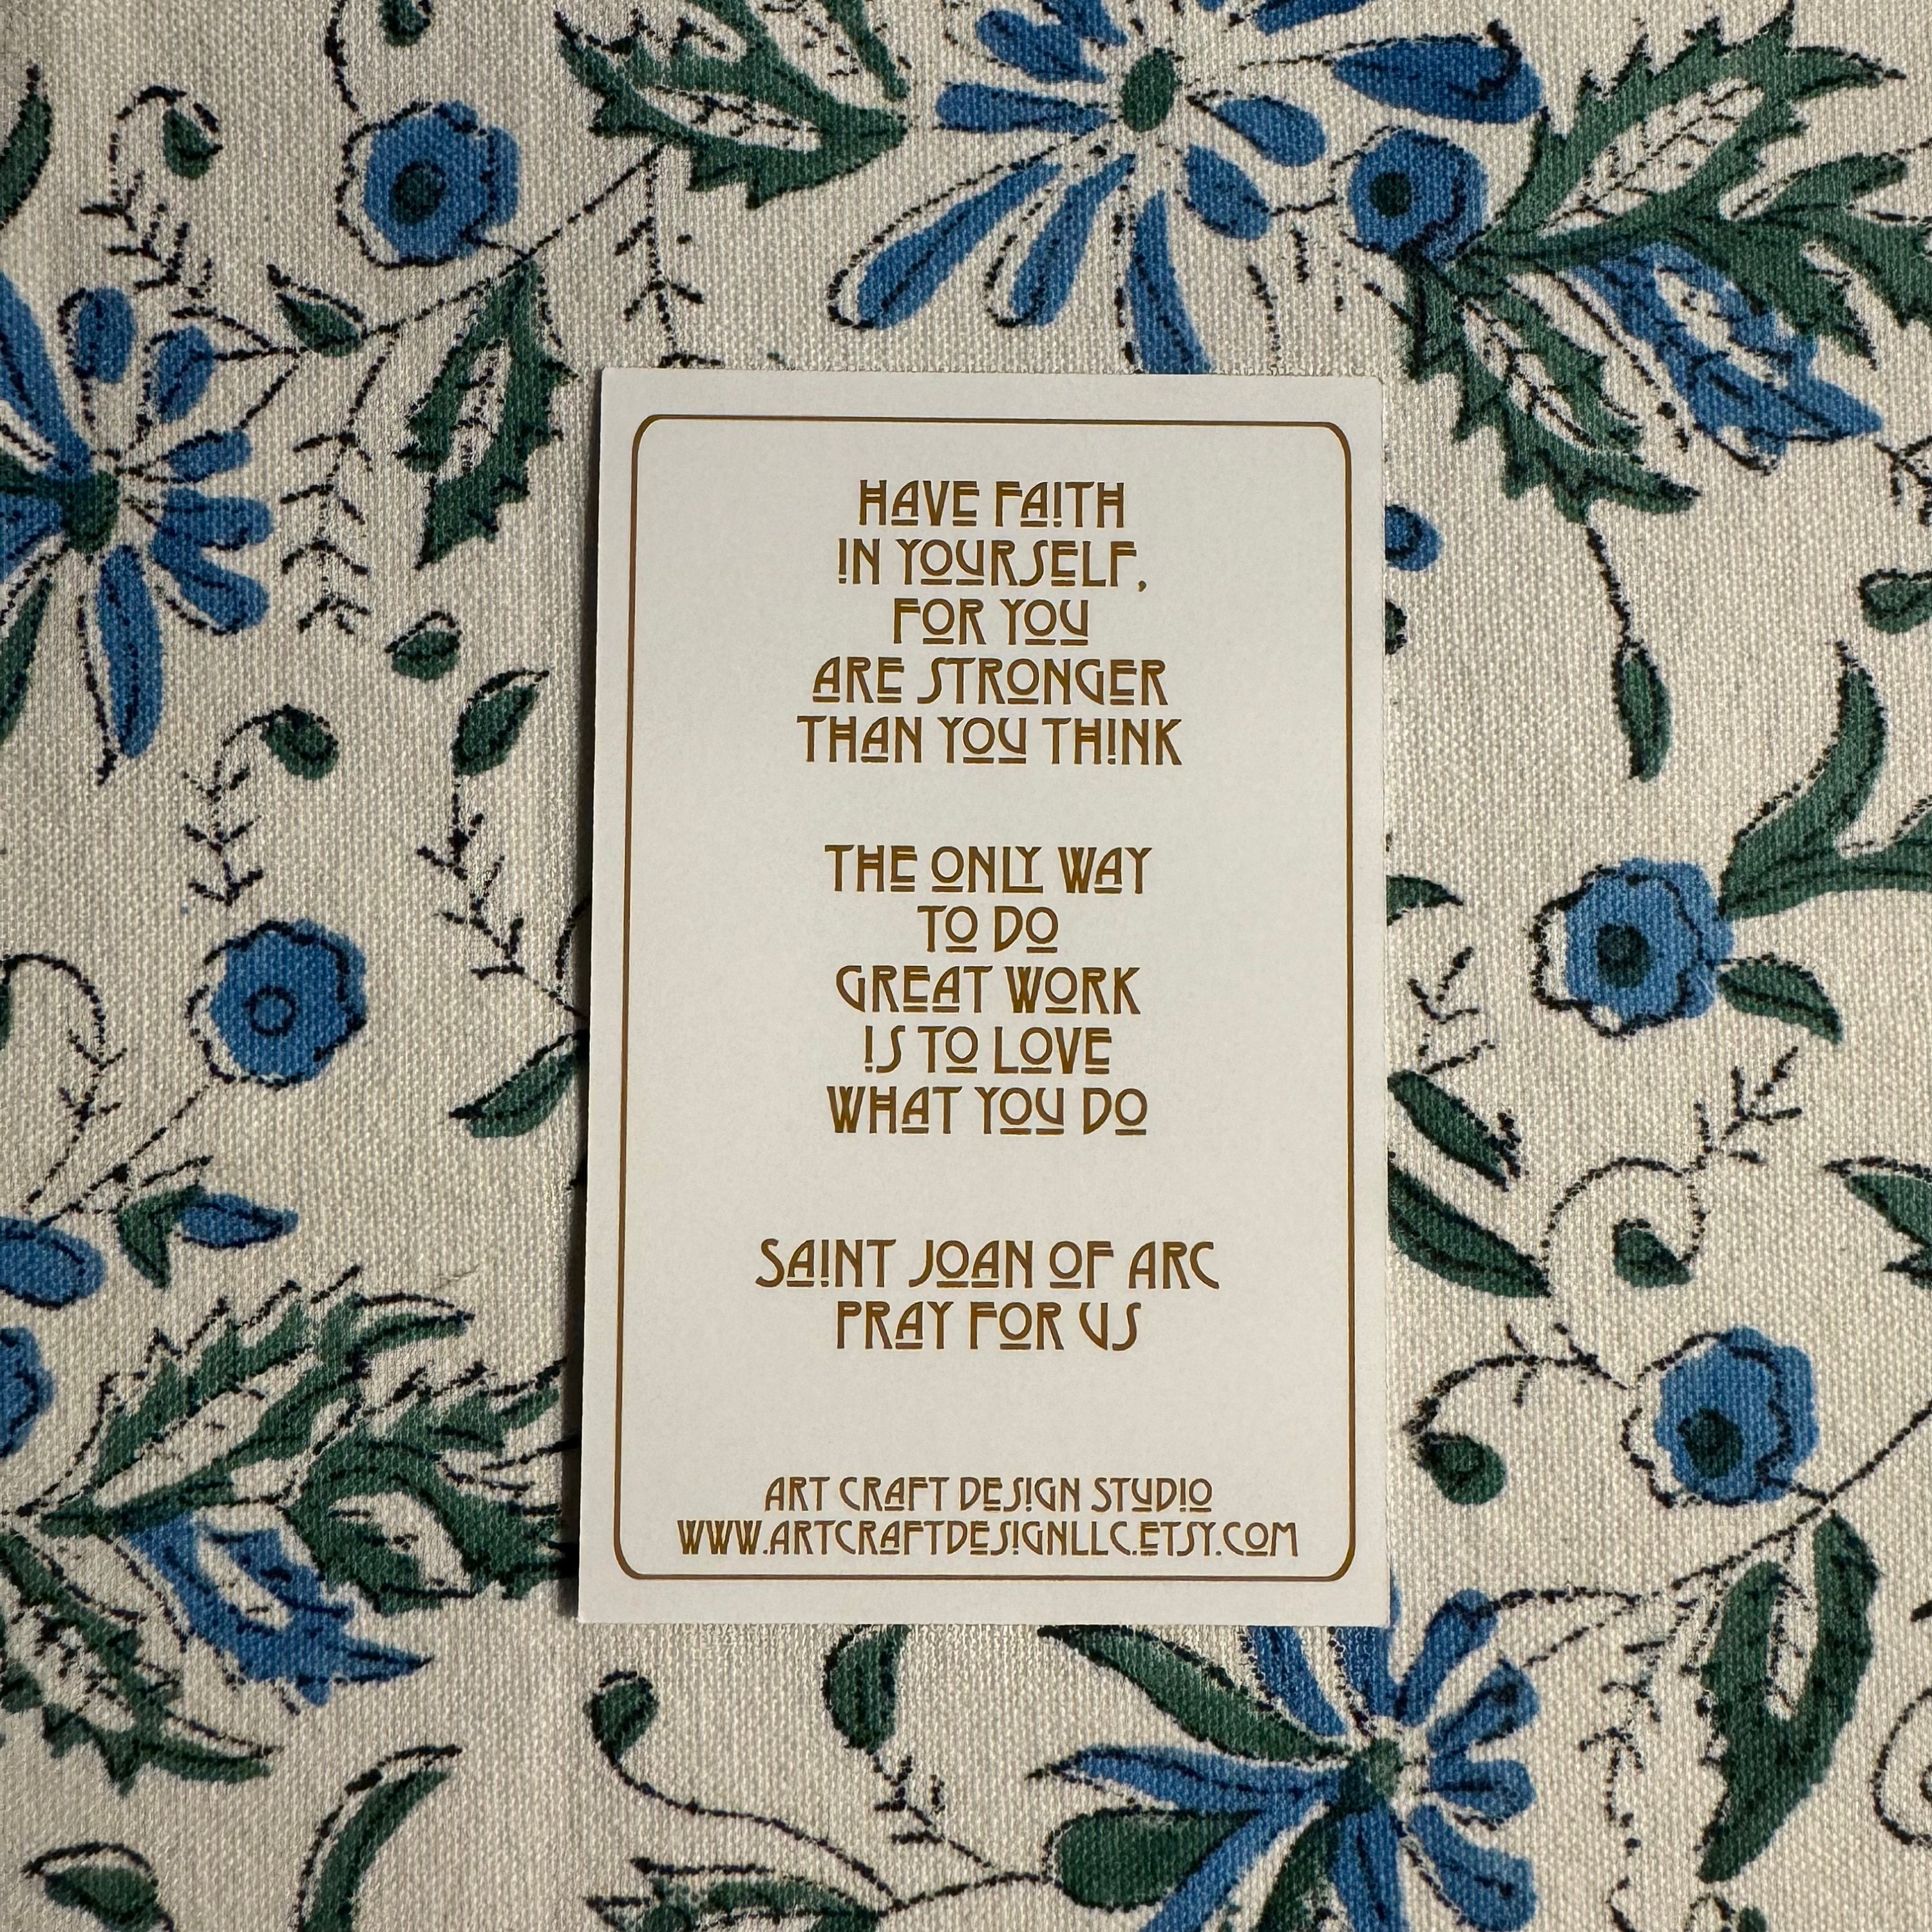 HAVE FAITH
IN YOURSELF,
FOR YOU
ARE STRONGER
THAN YOU THINK
THE ONLY WAY
TO DO
GREAT WORK
IS TO LOVE
WHAT YOU DO
SAINT JOAN OF ARC
PRAY FOR US
ART CRAFT DESIGN STUDIO
WWW.ARTCRAFTDESIGNLLC.ETSY.COM